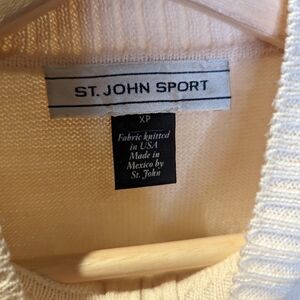 ST. JOHN SPORT
XP
Fabric knitted
in USA
Made in
Mexico by
St. John